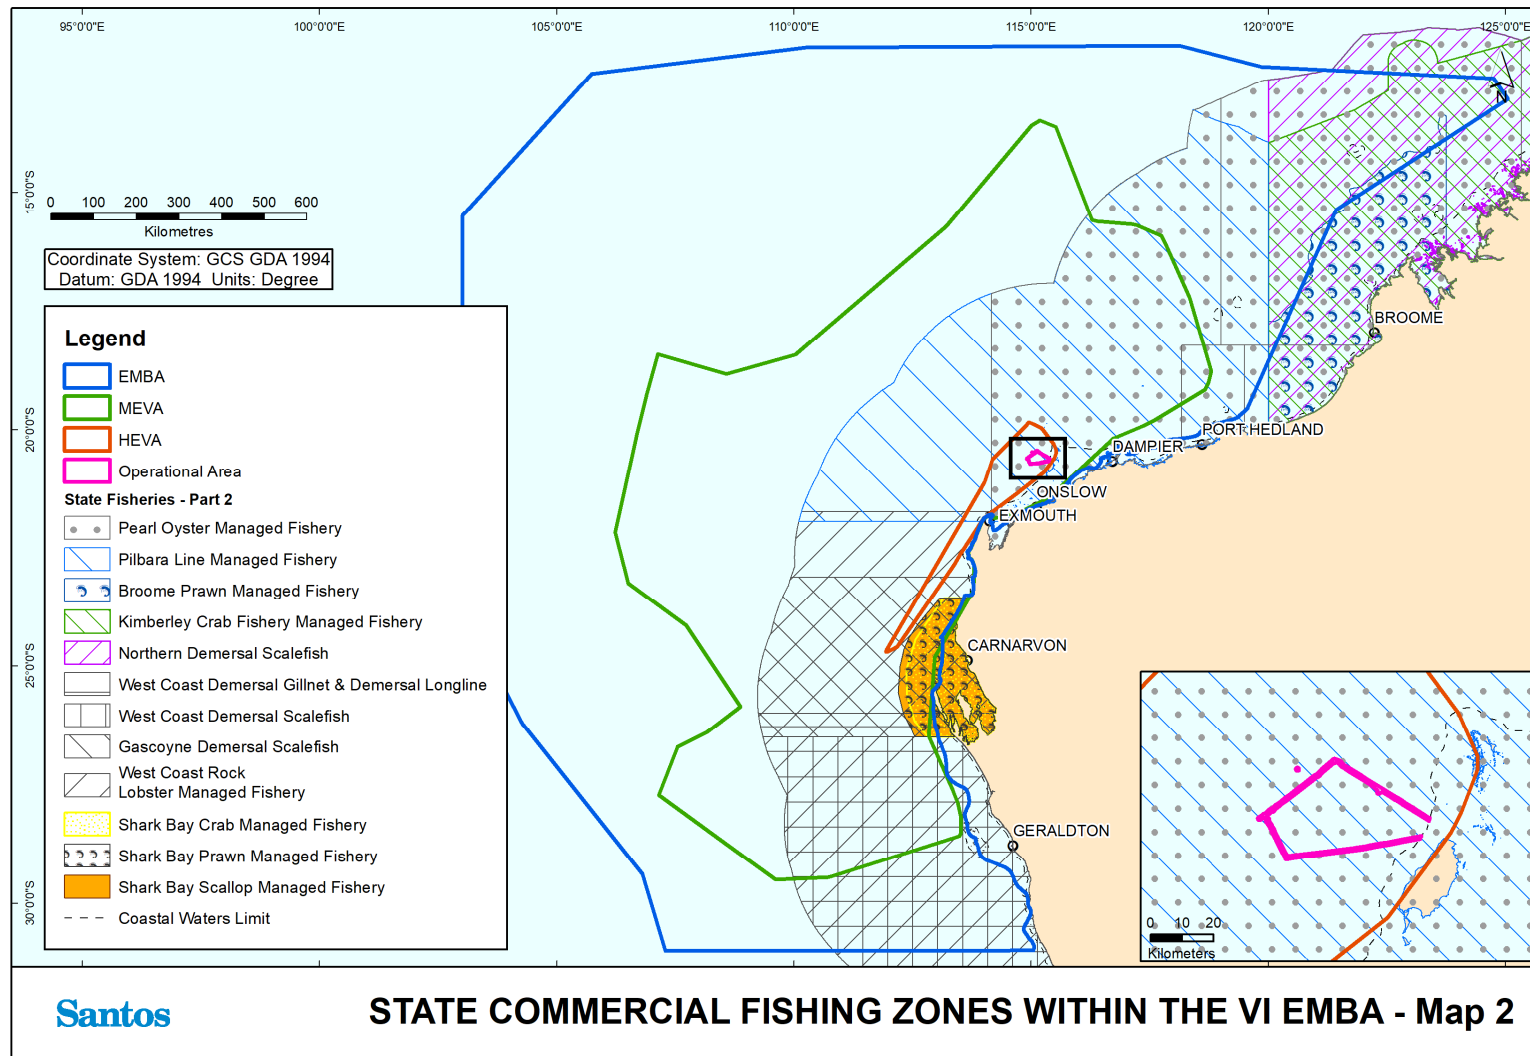 95°0'0"E 100°0'0"E 105°0'0"E 110°0'0"E 115°0'0"E 120°0'0"E 125°0'0"E
N
15°0'0"S
0 100 200 300 400 500 600
Kilometres
Coordinate System: GCS GDA 1994
Datum: GDA 1994 Units: Degree
Legend
EMBA
MEVA
HEVA
Operational Area
State Fisheries - Part 2
Pearl Oyster Managed Fishery
Pilbara Line Managed Fishery
Broome Prawn Managed Fishery
Kimberley Crab Fishery Managed Fishery
Northern Demersal Scalefish
West Coast Demersal Gillnet & Demersal Longline
West Coast Demersal Scalefish
Gascoyne Demersal Scalefish
West Coast Rock
Lobster Managed Fishery
Shark Bay Crab Managed Fishery
Shark Bay Prawn Managed Fishery
Shark Bay Scallop Managed Fishery
Coastal Waters Limit
20°0'0"S
25°0'0"S
30°0'0"S
BROOME
PORT HEDLAND
DAMPIER
ONSLOW
EXMOUTH
CARNARVON
GERALDTON
0 10 20
Kilometers
Santos
STATE COMMERCIAL FISHING ZONES WITHIN THE VI EMBA - Map 2